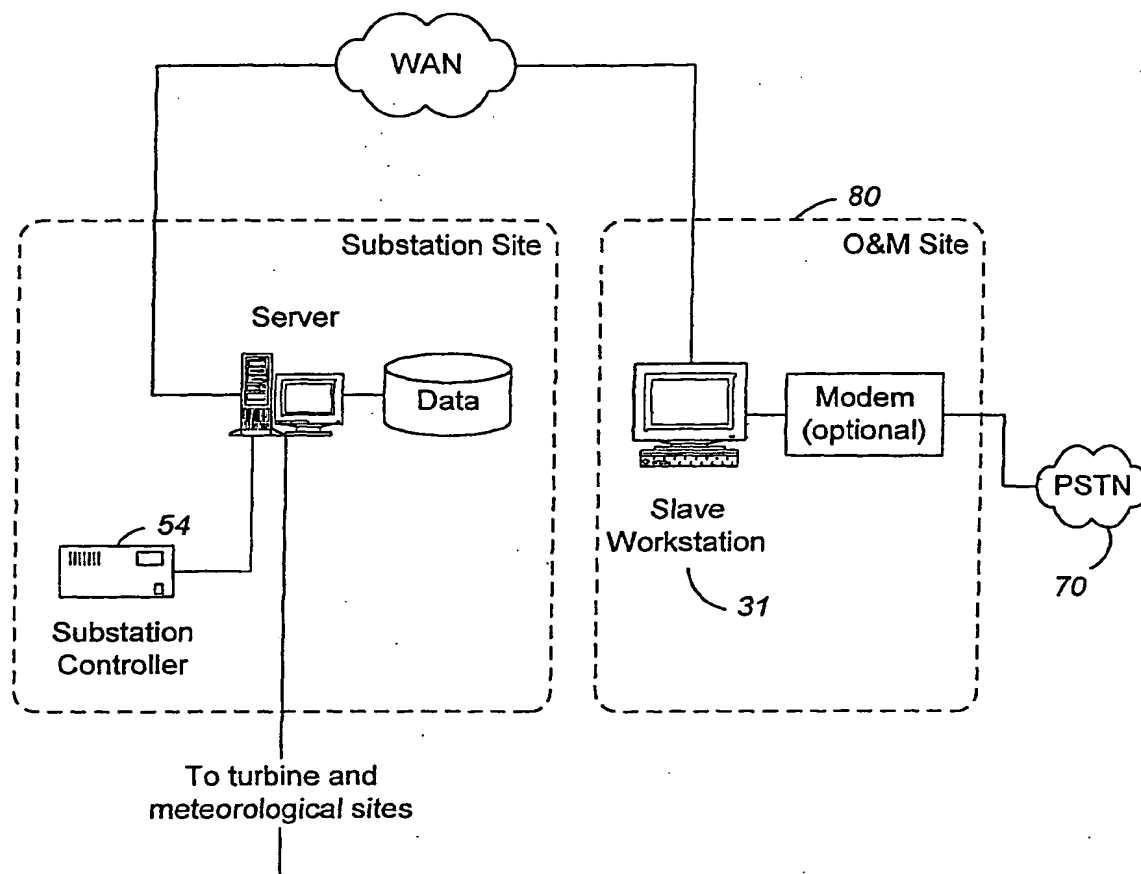 WAN
80
Substation Site
O&M Site
Server
Data
Modem
(optional)
PSTN
70
Slave
Workstation
31
54
Substation
Controller
To turbine and
meteorological sites